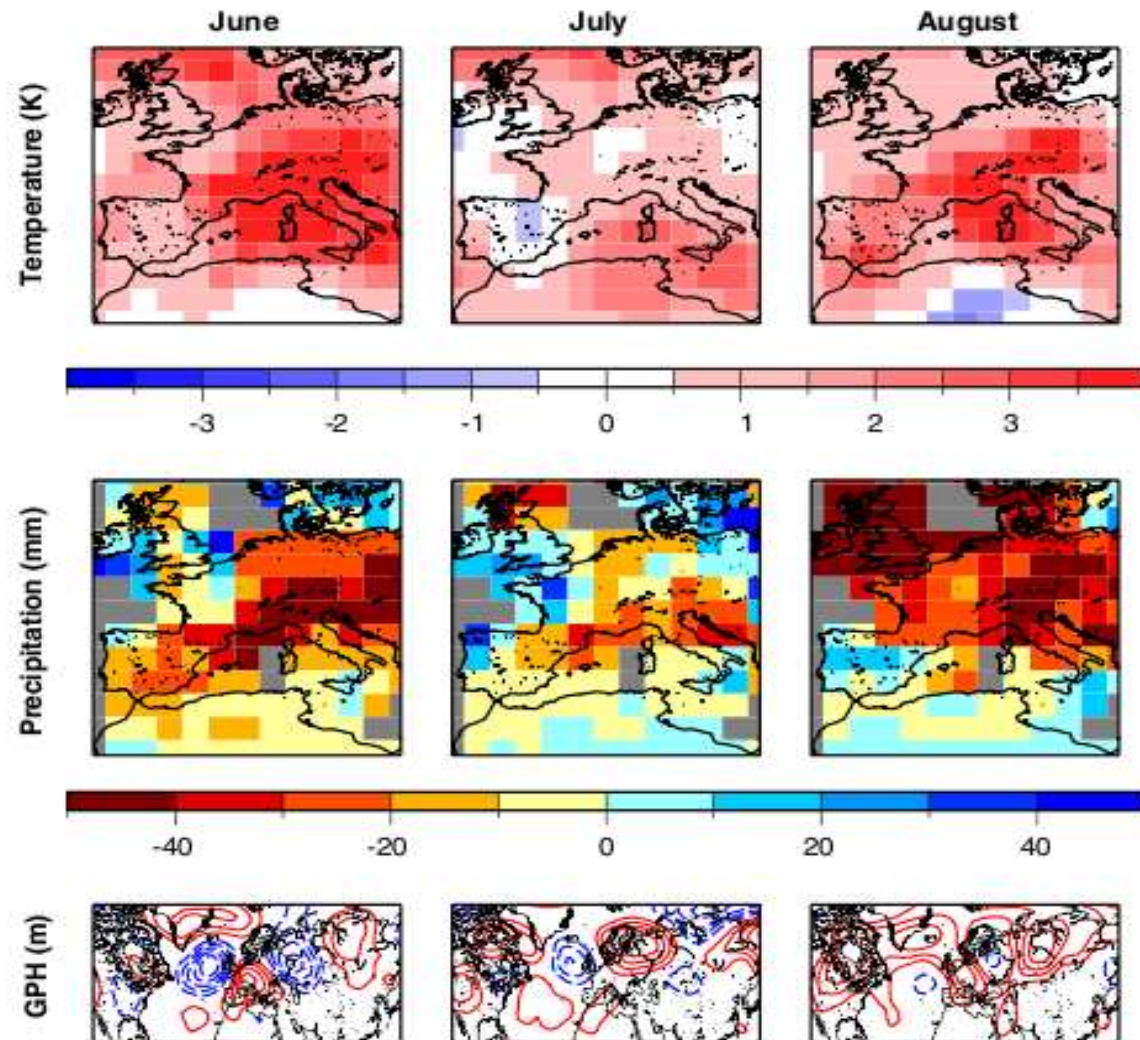 June July August
Temperature (K)
-3 -2 -1 0 1 2 3
Precipitation (mm)
-40 -20 0 20 40
GPH (m)